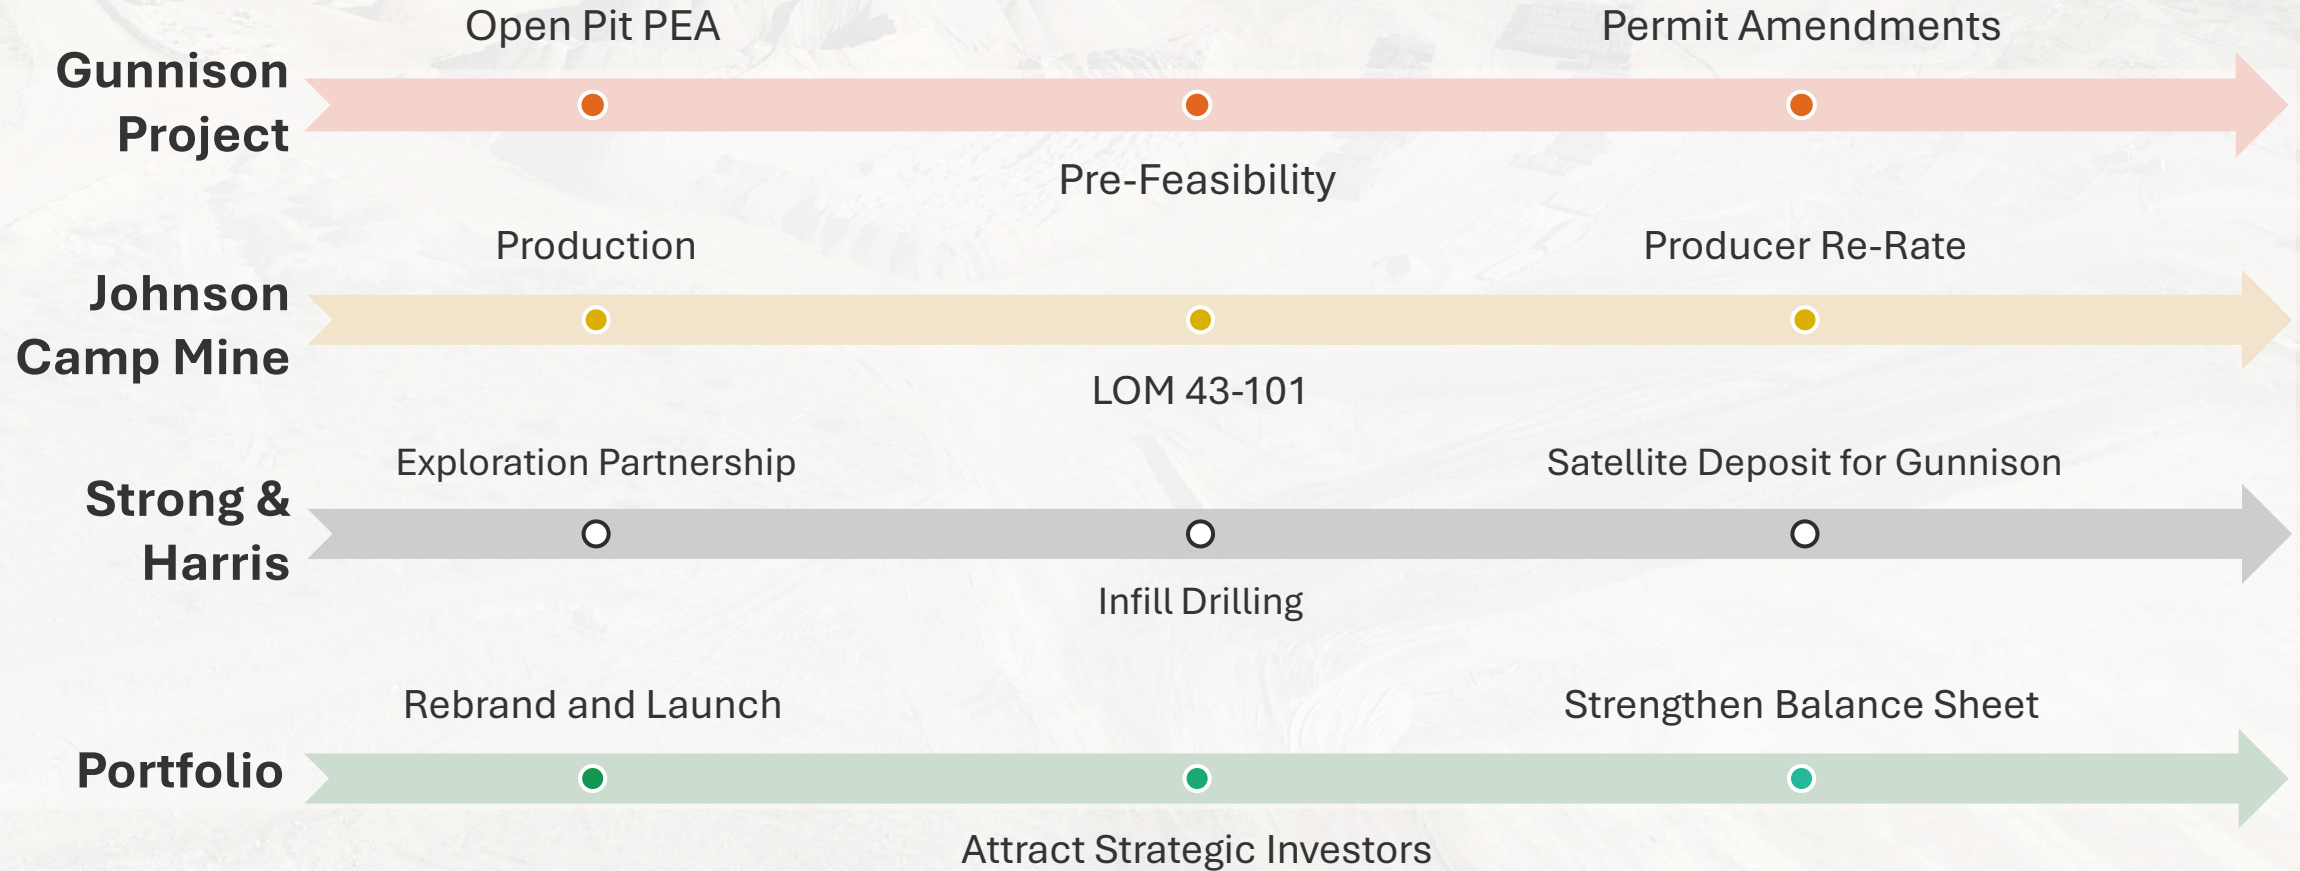 Open Pit PEA
Permit Amendments
Gunnison
Project
Pre-Feasibility
Production
Producer Re-Rate
Johnson
Camp Mine
LOM 43-101
Exploration Partnership
Satellite Deposit for Gunnison
Strong &
Harris
Infill Drilling
Rebrand and Launch
Strengthen Balance Sheet
Portfolio
Attract Strategic Investors